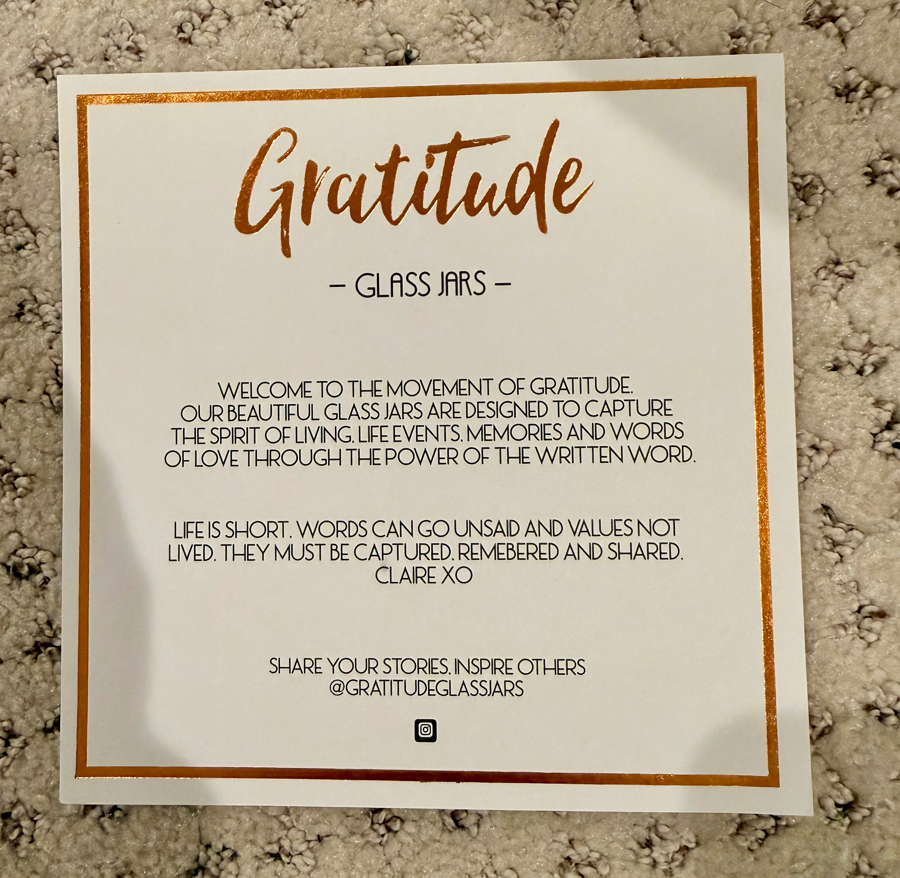 Gratitude
– GLASS JARS –
WELCOME TO THE MOVEMENT OF GRATITUDE.
OUR BEAUTIFUL GLASS JARS ARE DESIGNED TO CAPTURE
THE SPIRIT OF LIVING. LIFE EVENTS. MEMORIES AND WORDS
OF LOVE THROUGH THE POWER OF THE WRITTEN WORD.
LIFE IS SHORT. WORDS CAN GO UNSAID AND VALUES NOT
LIVED. THEY MUST BE CAPTURED. REMEBERED AND SHARED.
CLAIRE XO
SHARE YOUR STORIES. INSPIRE OTHERS
@GRATITUDEGLASSJARS